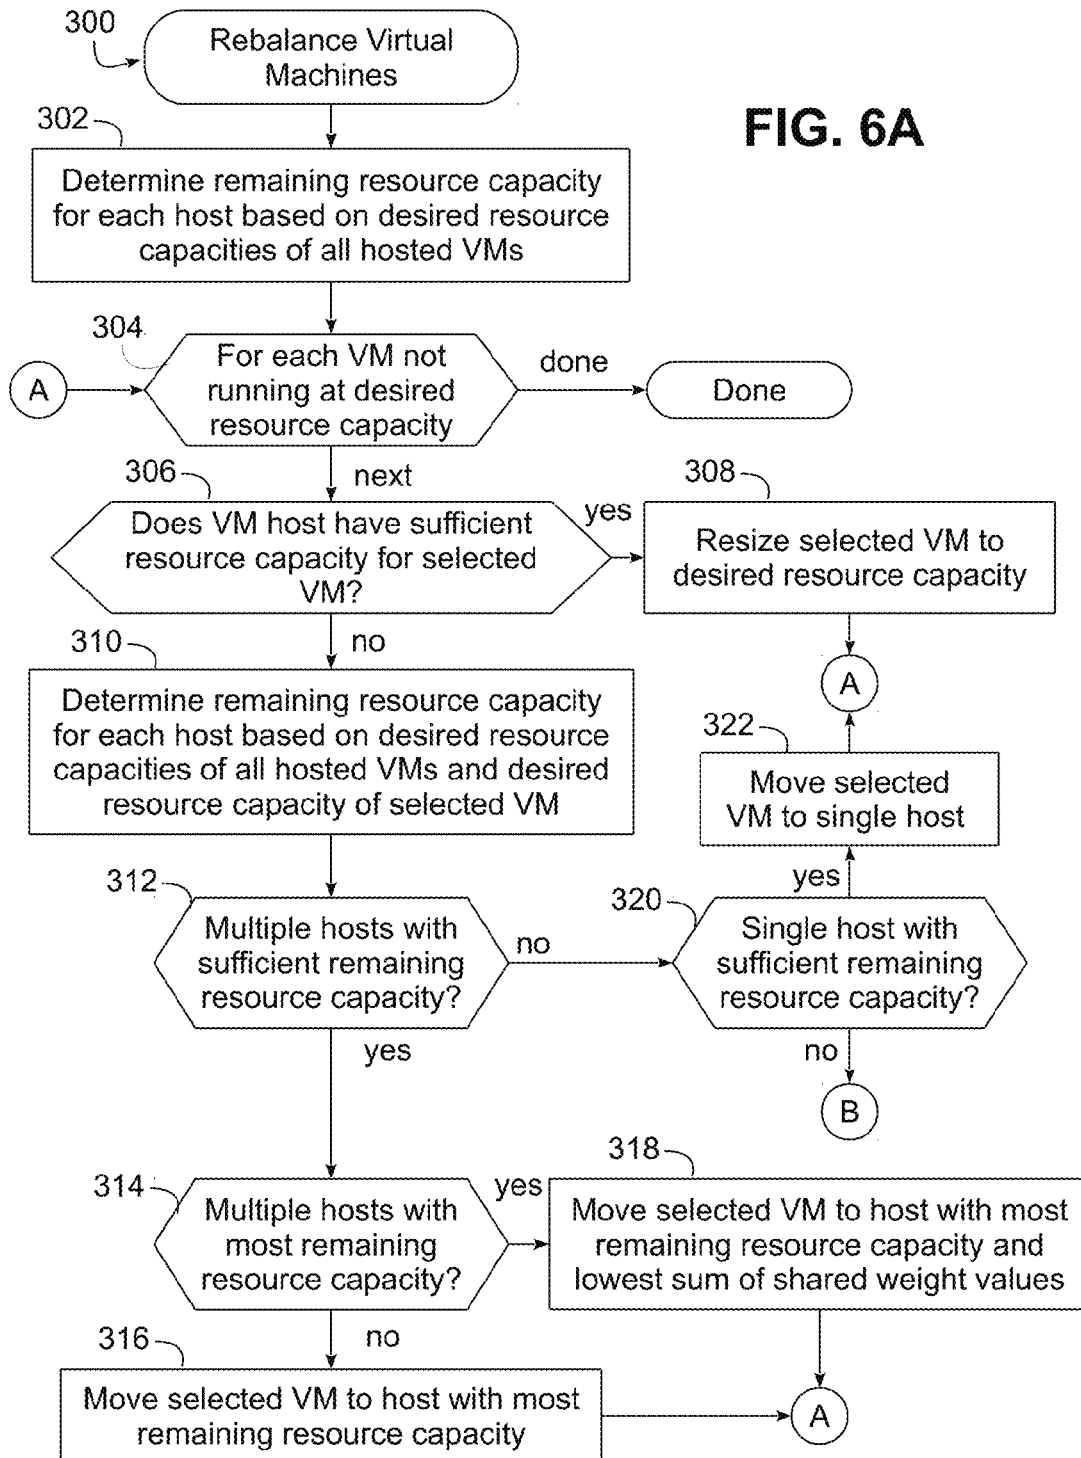 300
Rebalance Virtual
Machines
FIG. 6A
302
Determine remaining resource capacity
for each host based on desired resource
capacities of all hosted VMs
304
A
For each VM not
running at desired
resource capacity
done
Done
next
306
Does VM host have sufficient
resource capacity for selected
VM?
yes
308
Resize selected VM to
desired resource capacity
A
no
310
Determine remaining resource capacity
for each host based on desired resource
capacities of all hosted VMs and desired
resource capacity of selected VM
322
Move selected
VM to single host
yes
312
Multiple hosts with
sufficient remaining
resource capacity?
no
320
Single host with
sufficient remaining
resource capacity?
no
B
yes
314
Multiple hosts with
most remaining
resource capacity?
yes
318
Move selected VM to host with most
remaining resource capacity and
lowest sum of shared weight values
no
316
Move selected VM to host with most
remaining resource capacity
A